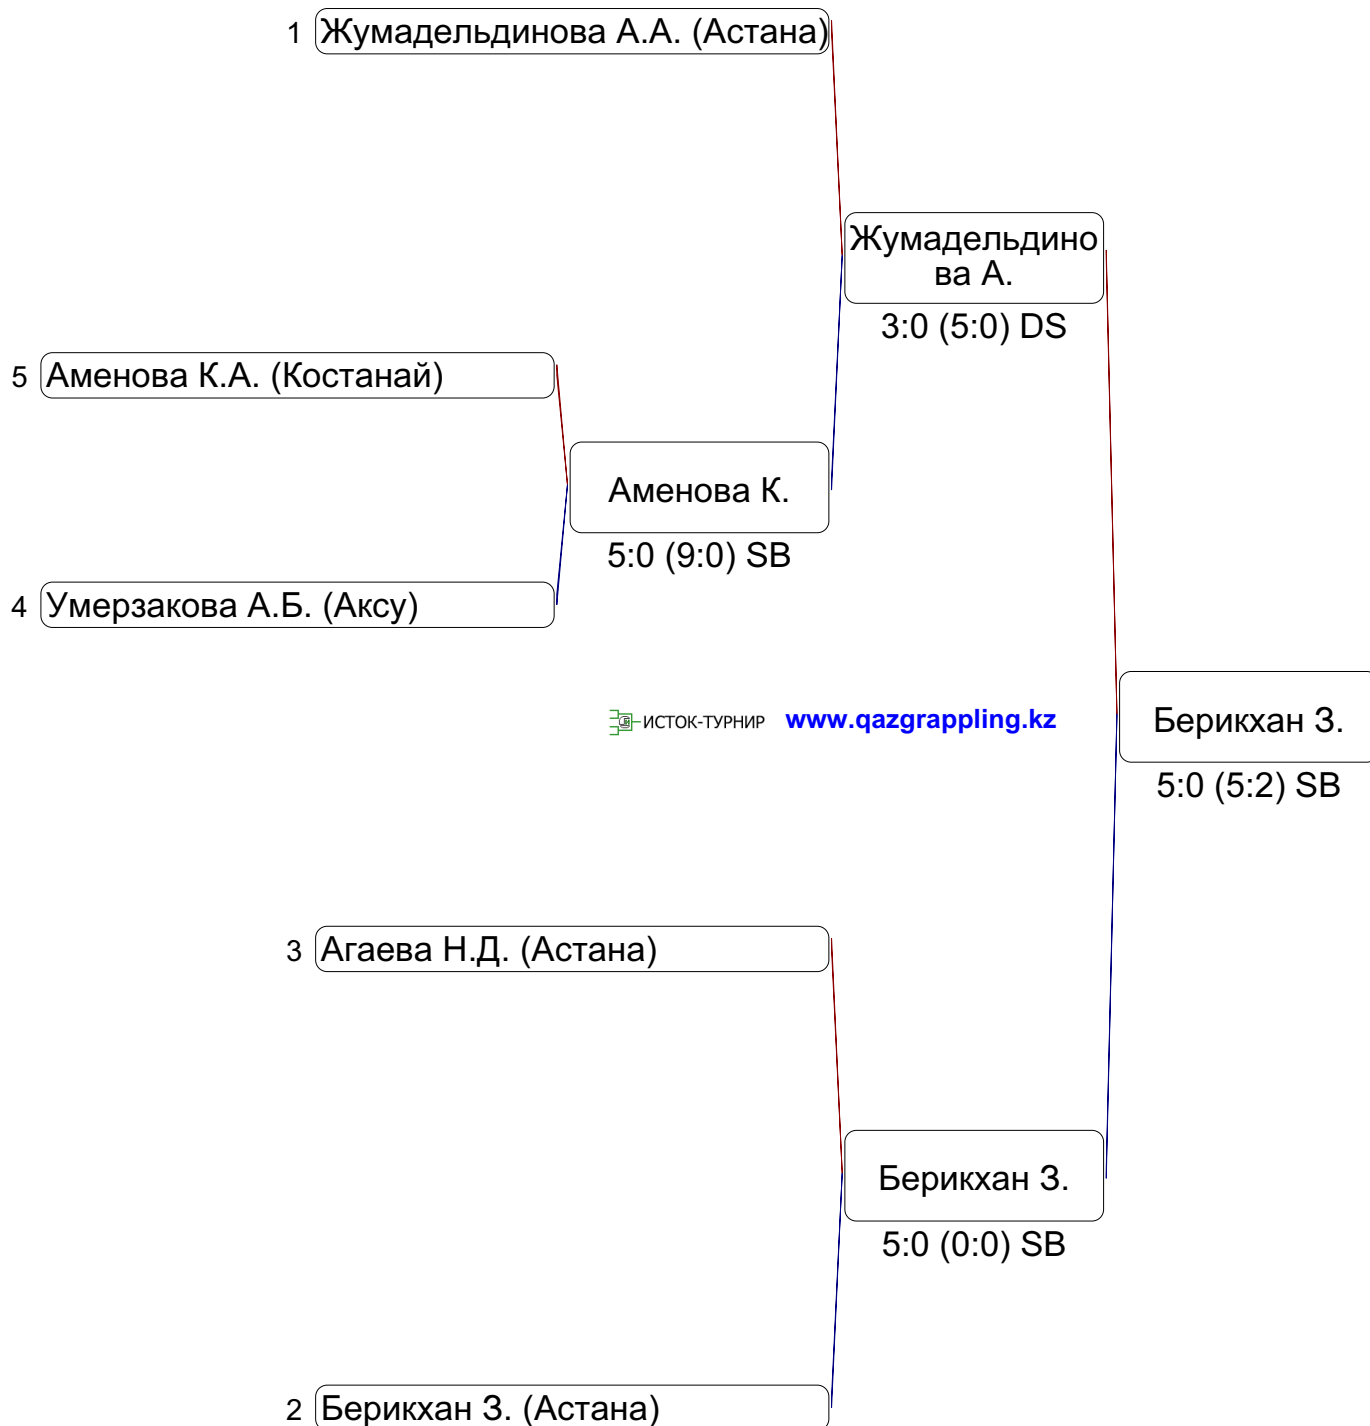 1 Жумадельдинова А.А. (Астана)
Жумадельдино
ва А.
3:0 (5:0) DS
5 Аменова К.А. (Костанай)
Аменова К.
5:0 (9:0) SB
4 Умерзакова А.Б. (Аксу)
ИСТОК-ТУРНИР www.qazgrappling.kz
Берикхан З.
5:0 (5:2) SB
3 Агаева Н.Д. (Астана)
Берикхан З.
5:0 (0:0) SB
2 Берикхан З. (Астана)